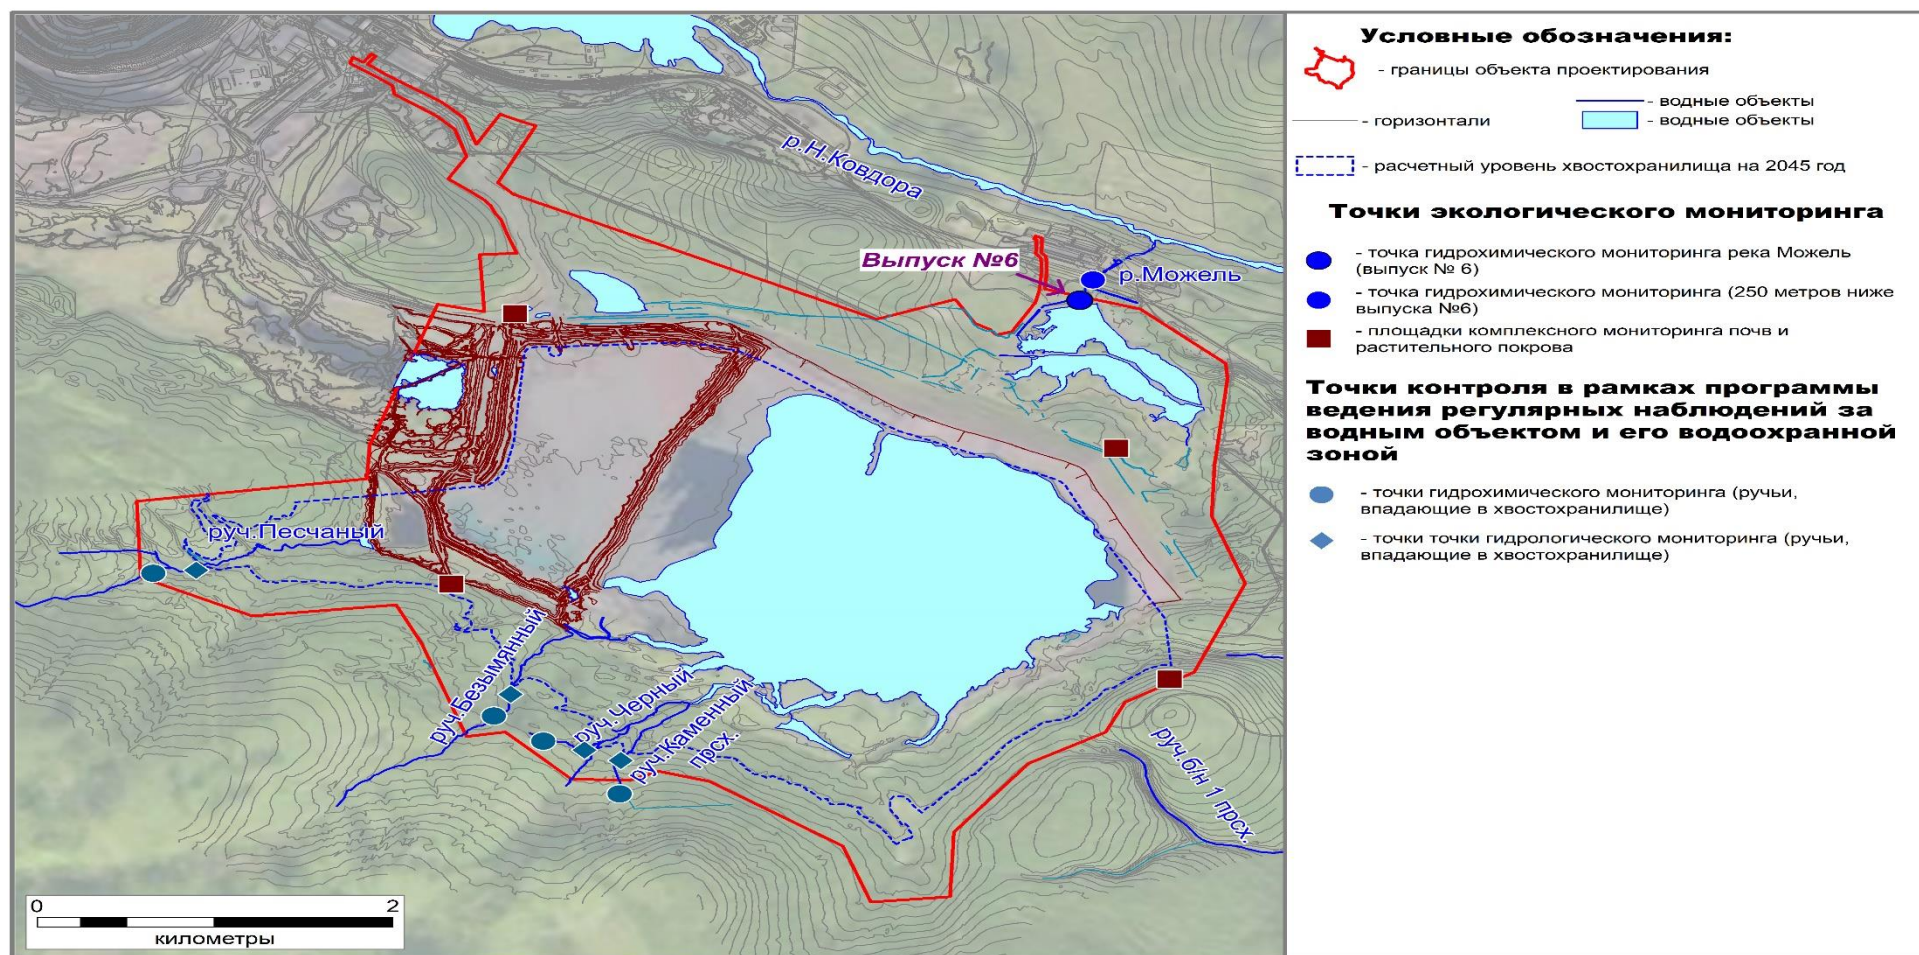 Условные обозначения:
- границы объекта проектирования
- водные объекты
- горизонтали
- водные объекты
- расчетный уровень хвостохранилища на 2045 год
Точки экологического мониторинга
- точка гидрохимического мониторинга река Можель
(выпуск № 6)
- точка гидрохимического мониторинга (250 метров ниже
выпуска №6)
- площадки комплексного мониторинга почв и
растительного покрова
Точки контроля в рамках программы
ведения регулярных наблюдений за
водным объектом и его водоохранной
зоной
- точки гидрохимического мониторинга (ручьи,
впадающие в хвостохранилище)
- точки точки гидрологического мониторинга (ручьи,
впадающие в хвостохранилище)
р.Н.Ковдора
Выпуск №6
р.Можель
руч.Песчаный
руч.Безымянный
руч.Черный
руч.Каменный
прсх.
руч.б/н 1 прсх.
0 2
километры